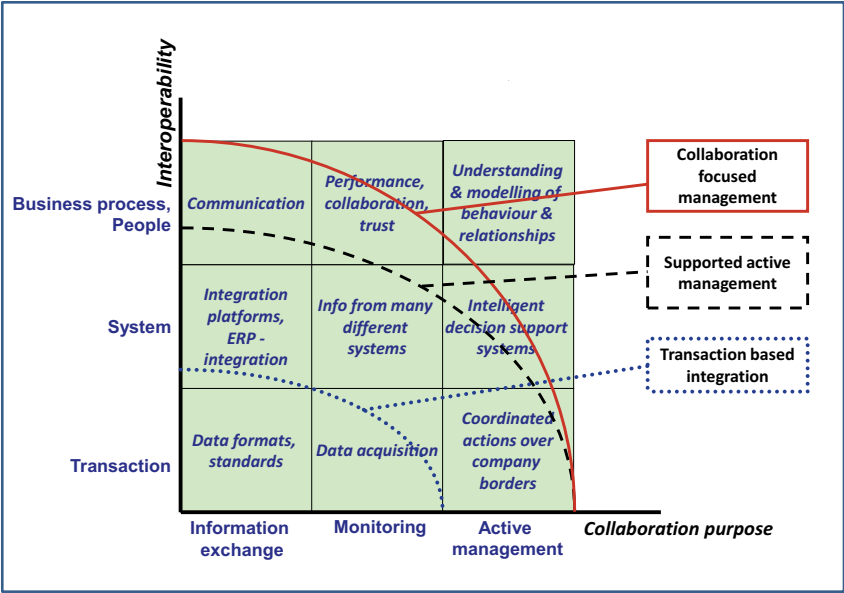 Interoperability
Business process,
People
System
Transaction
Communication
Performance,
collaboration,
trust
Understanding
& modelling of
behaviour &
relationships
Integration
platforms,
ERP -
integration
Info from many
different
systems
Intelligent
decision support
systems
Data formats,
standards
Data acquisition
Coordinated
actions over
company
borders
Information
exchange
Monitoring
Active
management
Collaboration purpose
Collaboration
focused
management
Supported active
management
Transaction based
integration